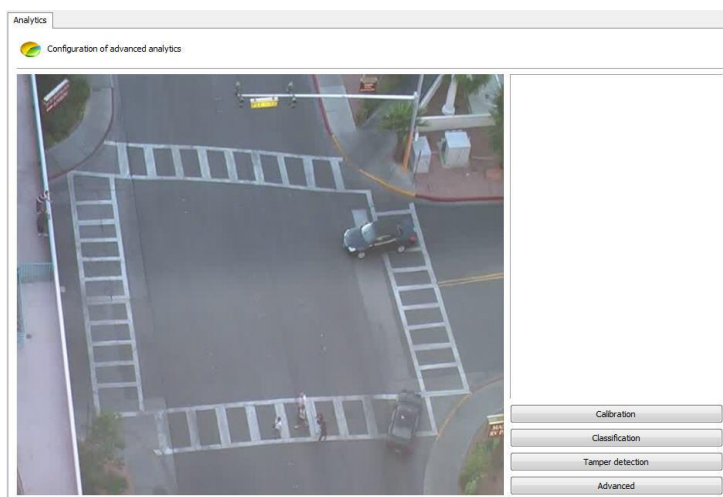 Analytics
Configuration of advanced analytics
Calibration
Classification
Tamper detection
Advanced